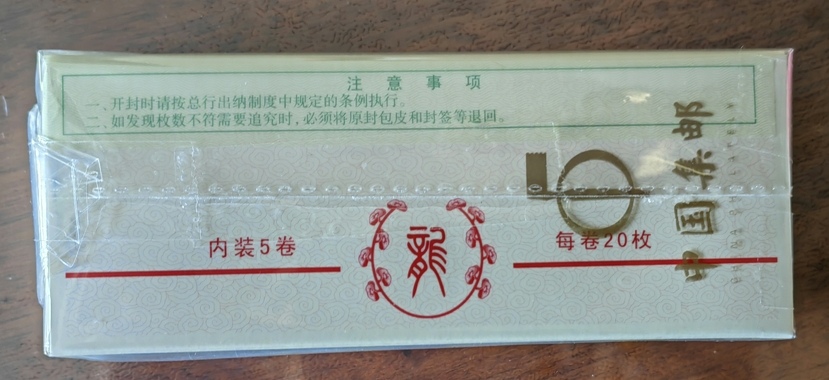 注意事项
一、开封时请按总行出纳制度中规定的条例执行。
二、如发现枚数不符需要追究时，必须将原封包皮和封签等退回。
内装5卷
龍
每卷20枚
中国集邮